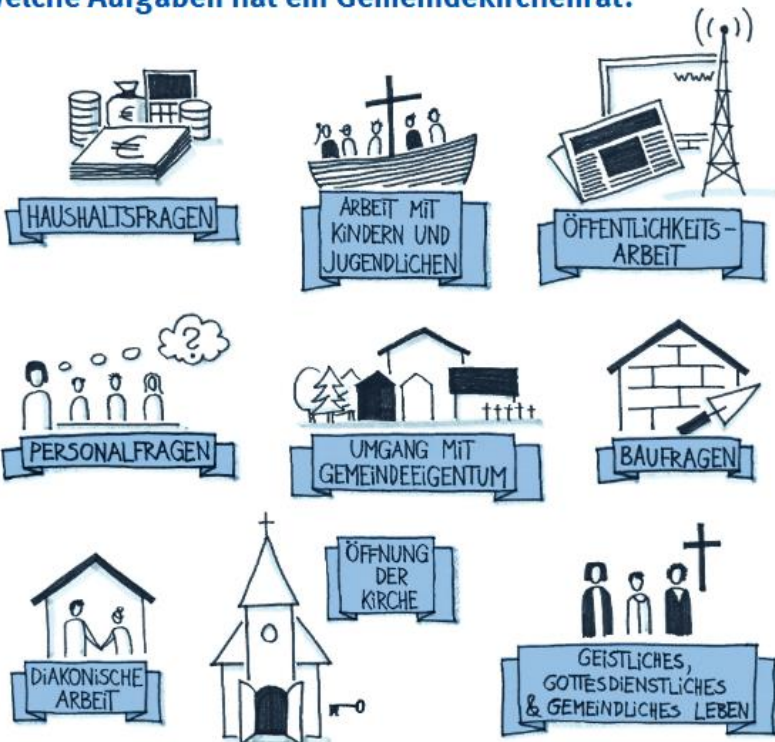 welche Aufgaben hat ein Gemeindekirchenrat?
HAUSHALTSFRAGEN
ARBEIT MIT
KINDERN UND
JUGENDLICHEN
www
ÖFFENTLICHKEITS-
ARBEIT
PERSONALFRAGEN
UMGANG MIT
GEMEINDEEIGENTUM
BAUFRAGEN
DIAKONISCHE
ARBEIT
ÖFFNUNG
DER
KIRCHE
GEISTLICHES,
GOTTESDIENSTLICHES
& GEMEINDLICHES LEBEN